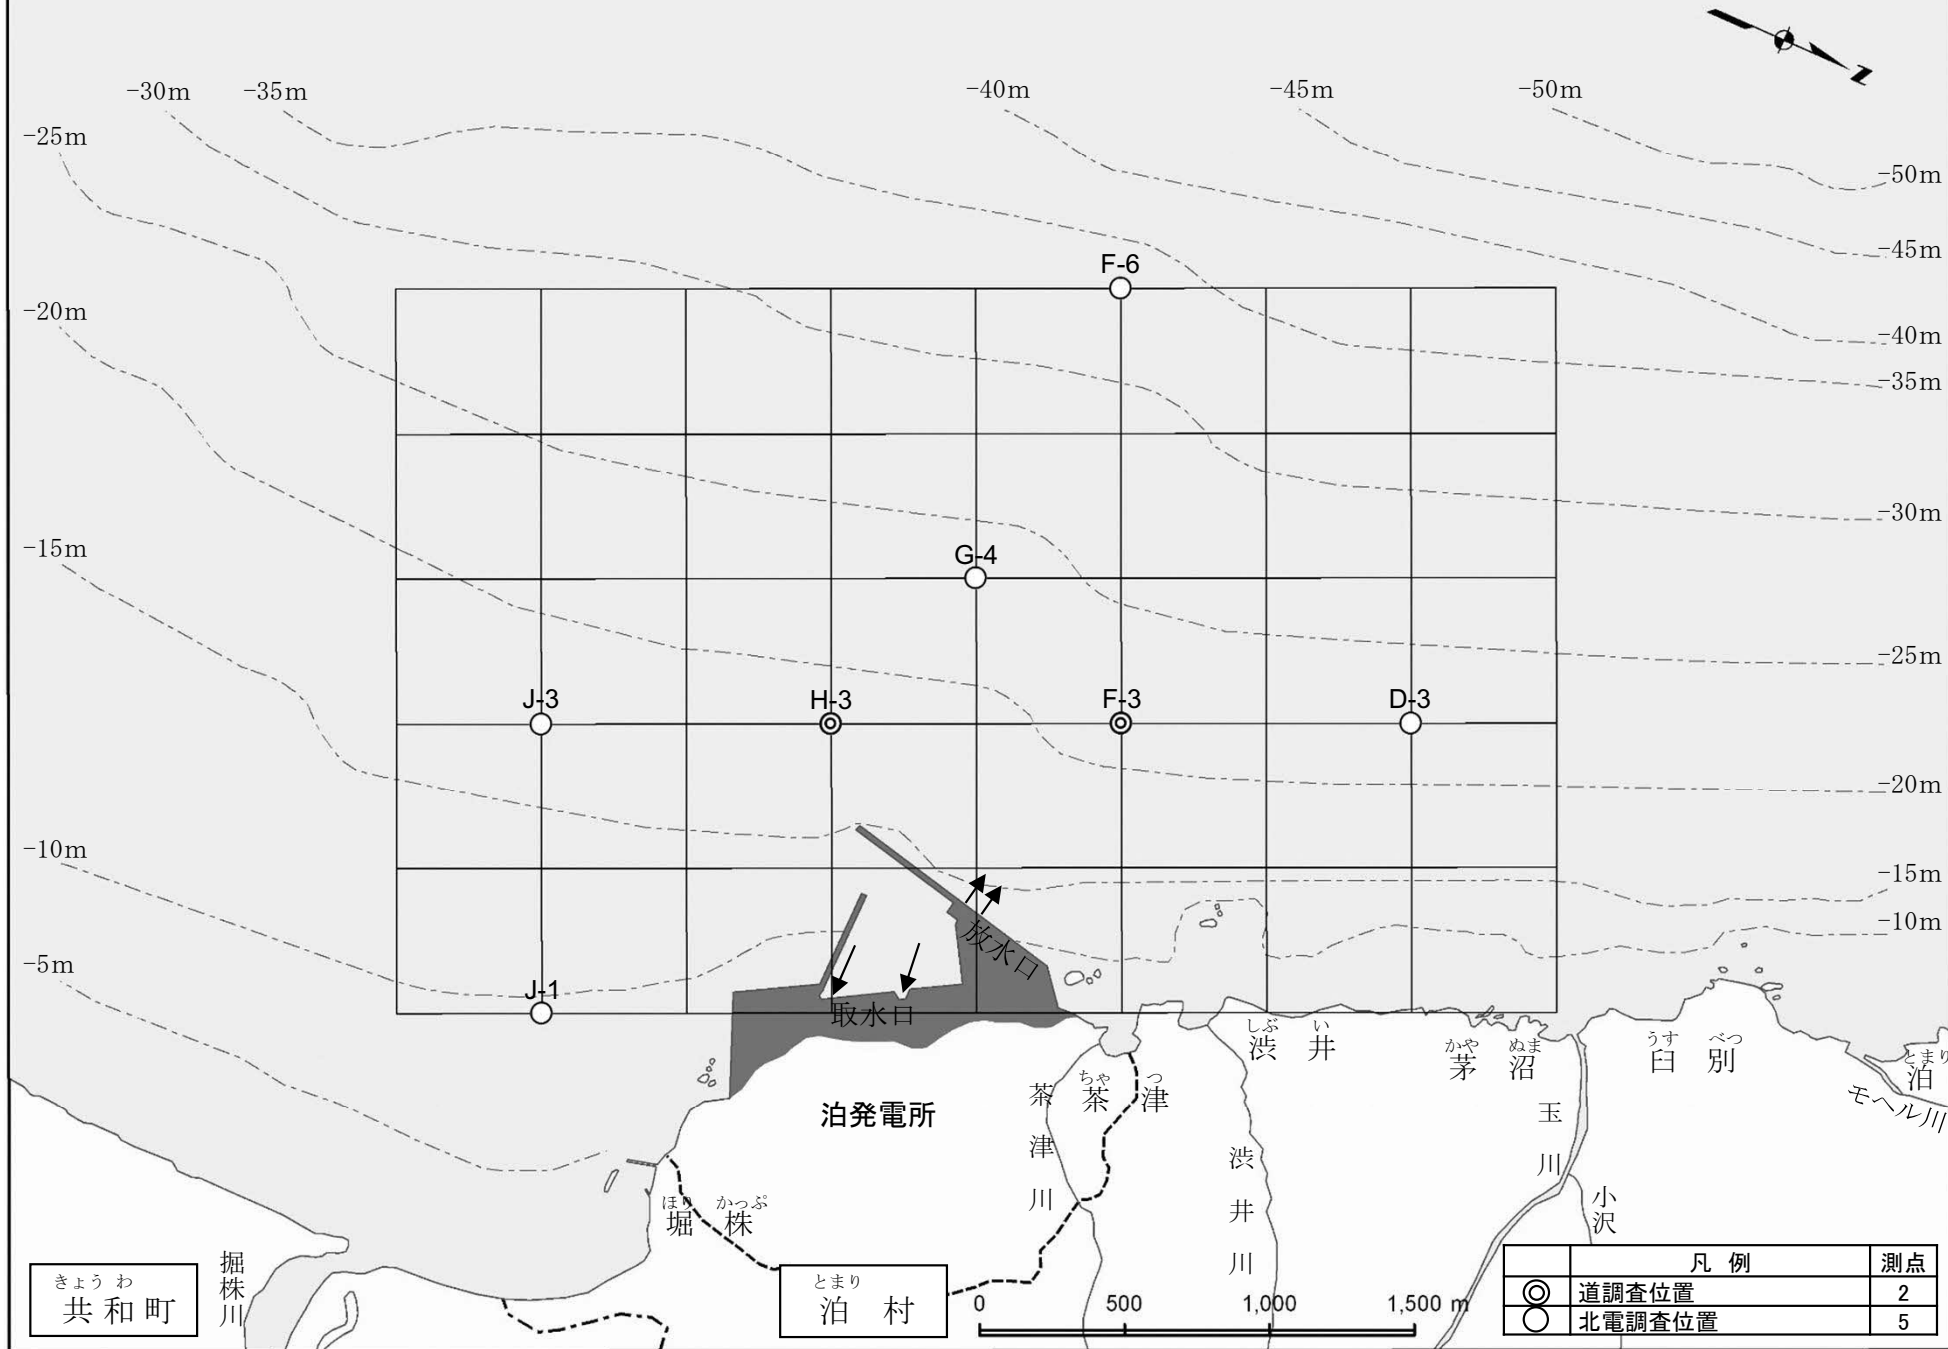 N
-30m
-35m
-40m
-45m
-50m
-25m
-20m
-15m
-10m
-5m
-50m
-45m
-40m
-35m
-30m
-25m
-20m
-15m
-10m
F-6
G-4
J-3
H-3
F-3
D-3
J-1
放水口
取水口
泊発電所
しぶ い
渋 井
かや ぬま
茅 沼
うす べつ
臼 別
とまり
泊
モヘル川
ちゃ つ
茶 津
茶津川
渋井川
玉川
小沢
ほり かっぷ
堀 株
掘株川
きょう わ
共和町
とまり
泊 村
0 500 1,000 1,500 m
凡 例 測点
◎ 道調査位置 2
○ 北電調査位置 5